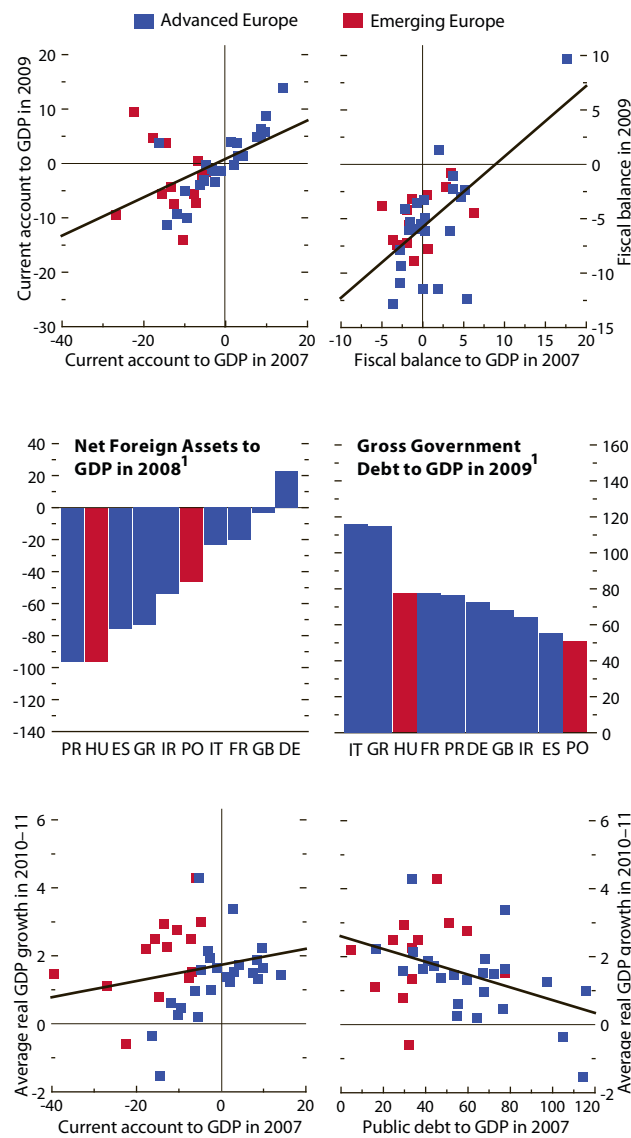 Advanced Europe Emerging Europe
Current account to GDP in 2009
20
10
0
-10
-20
-30
-40 -20 0 20
Current account to GDP in 2007
10
5
0
-5
-10
-15
Fiscal balance in 2009
-10 -5 0 5 10 15 20
Fiscal balance to GDP in 2007
Net Foreign Assets to
GDP in 2008¹
40
20
0
-20
-40
-60
-80
-100
-120
-140
PR HU ES GR IR PO IT FR GB DE
Gross Government
Debt to GDP in 2009¹
160
120
100
80
60
40
20
0
IT GR HU FR PR DE GB IR ES PO
Average real GDP growth in 2010–11
6
4
2
0
-2
-40 -20 0 20
Current account to GDP in 2007
6
4
2
0
-2
Average real GDP growth in 2010–11
0 20 40 60 80 100 120
Public debt to GDP in 2007